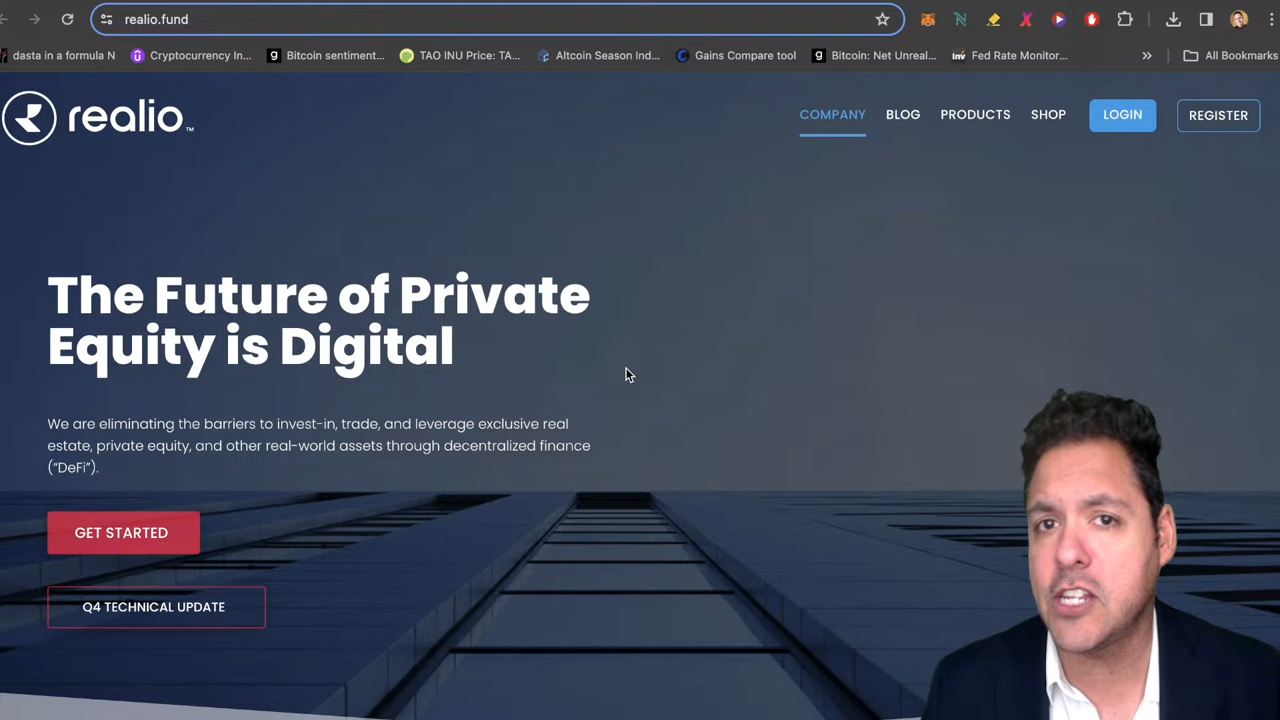 realio.fund
dasta in a formula N
Cryptocurrency In...
Bitcoin sentiment...
TAO INU Price: TA...
Altcoin Season Ind...
Gains Compare tool
Bitcoin: Net Unreal...
Inv Fed Rate Monitor...
»
All Bookmarks
realio™
COMPANY
BLOG
PRODUCTS
SHOP
LOGIN
REGISTER
The Future of Private
Equity is Digital
We are eliminating the barriers to invest-in, trade, and leverage exclusive real
estate, private equity, and other real-world assets through decentralized finance
(“DeFi”).
GET STARTED
Q4 TECHNICAL UPDATE